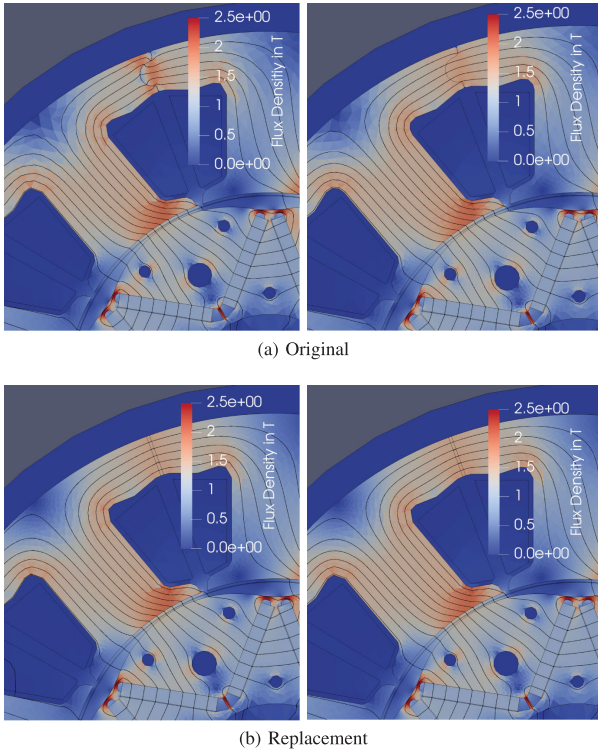 2.5e+00
2
1.5
1
0.5
0.0e+00
Flux Densitiy in T
2.5e+00
2
1.5
1
0.5
0.0e+00
Flux Density in T
(a) Original
2.5e+00
2
1.5
1
0.5
0.0e+00
Flux Density in T
2.5e+00
2
1.5
1
0.5
0.0e+00
Flux Density in T
(b) Replacement